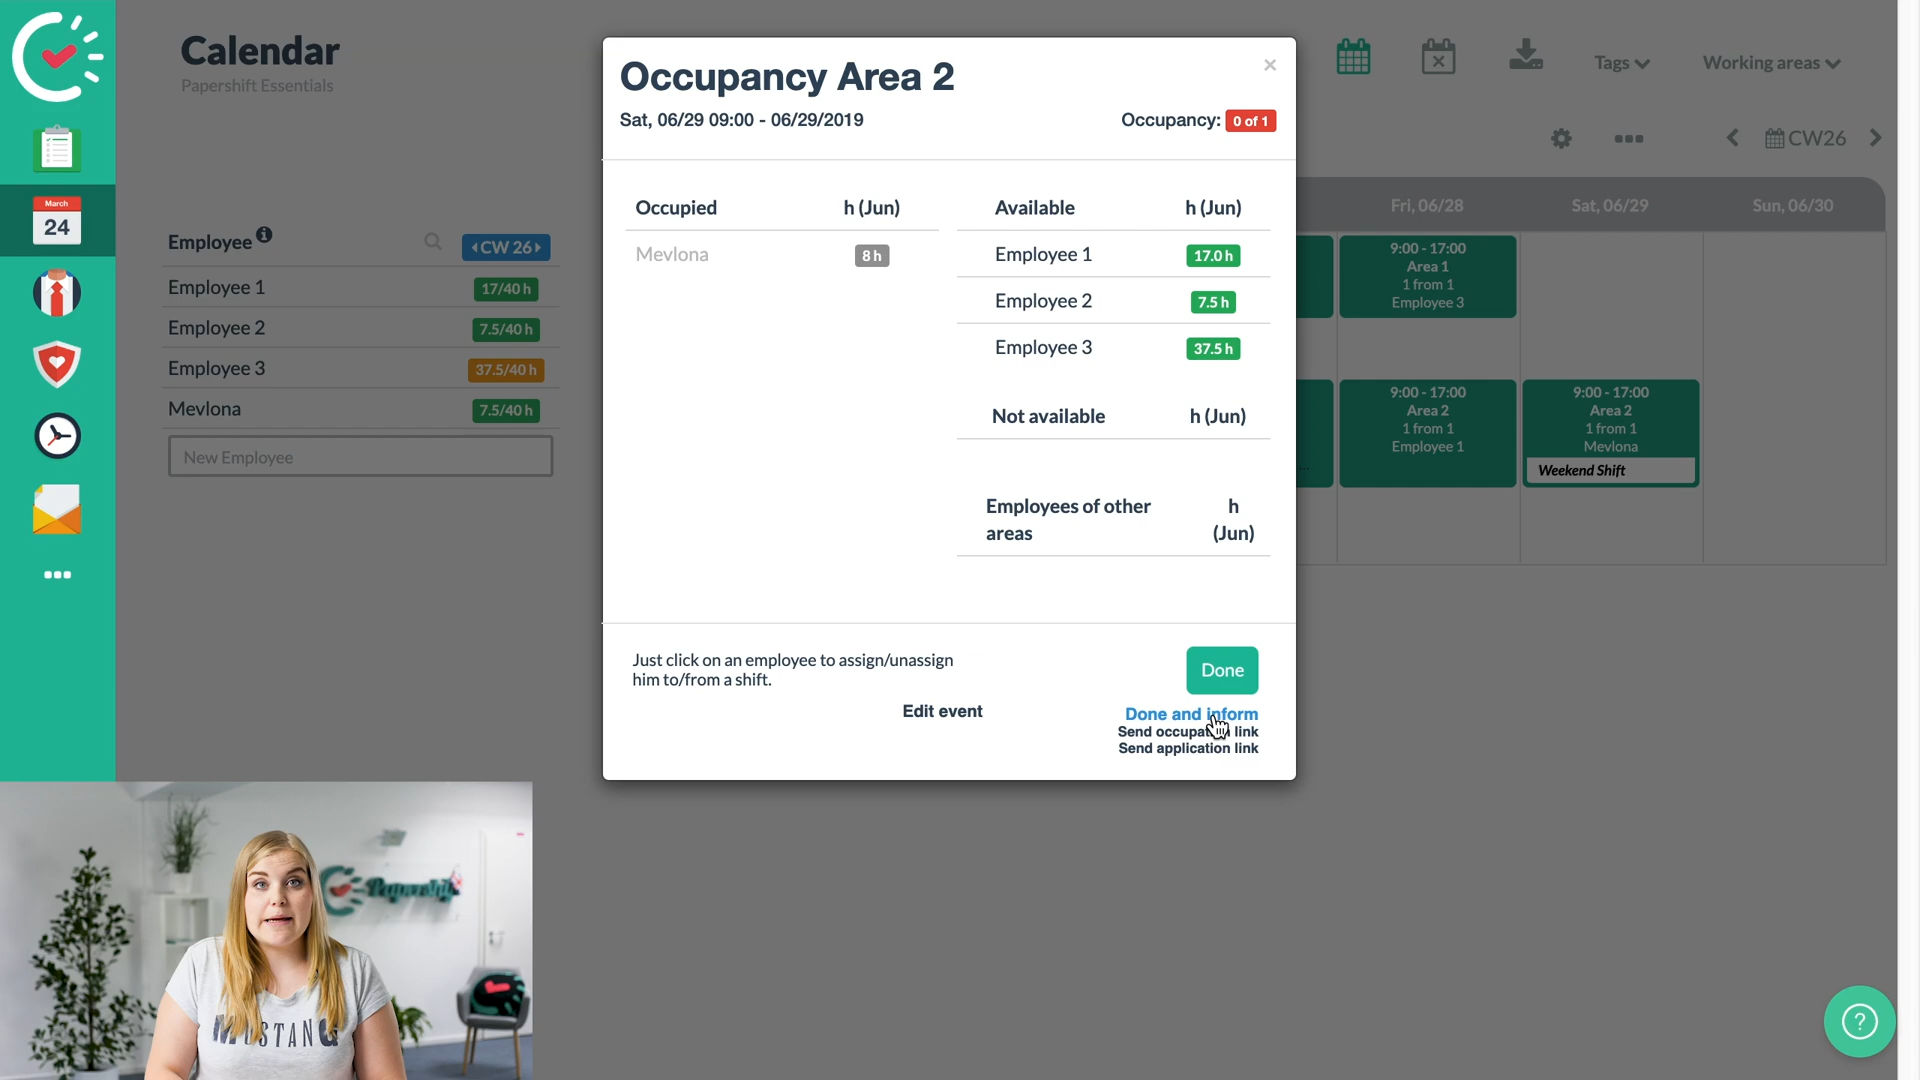 Calendar
Papershift Essentials
March
24
Employee
CW 26
Employee 1
17/40 h
Employee 2
7.5/40 h
Employee 3
37.5/40 h
Mevlona
7.5/40 h
New Employee
Occupancy Area 2
×
Sat, 06/29 09:00 - 06/29/2019
Occupancy: 0 of 1
Occupied
h (Jun)
Mevlona
8 h
Available
h (Jun)
Employee 1
17.0 h
Employee 2
7.5 h
Employee 3
37.5 h
Not available
h (Jun)
Employees of other
areas
h
(Jun)
Just click on an employee to assign/unassign
him to/from a shift.
Done
Edit event
Done and inform
Send link
Send application link
Tags
Working areas
CW26
Fri, 06/28
Sat, 06/29
Sun, 06/30
9:00 - 17:00
Area 1
1 from 1
Employee 3
...
9:00 - 17:00
Area 2
1 from 1
Employee 1
9:00 - 17:00
Area 2
1 from 1
Mevlona
Weekend Shift
Papershift
MUSTANG
?